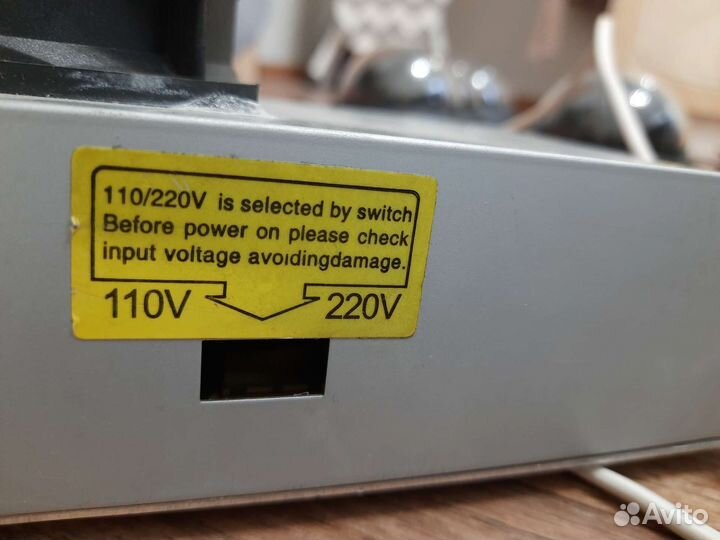 110/220V is selected by switch
Before power on please check
input voltage avoidingdamage.
110V 220V
Avito